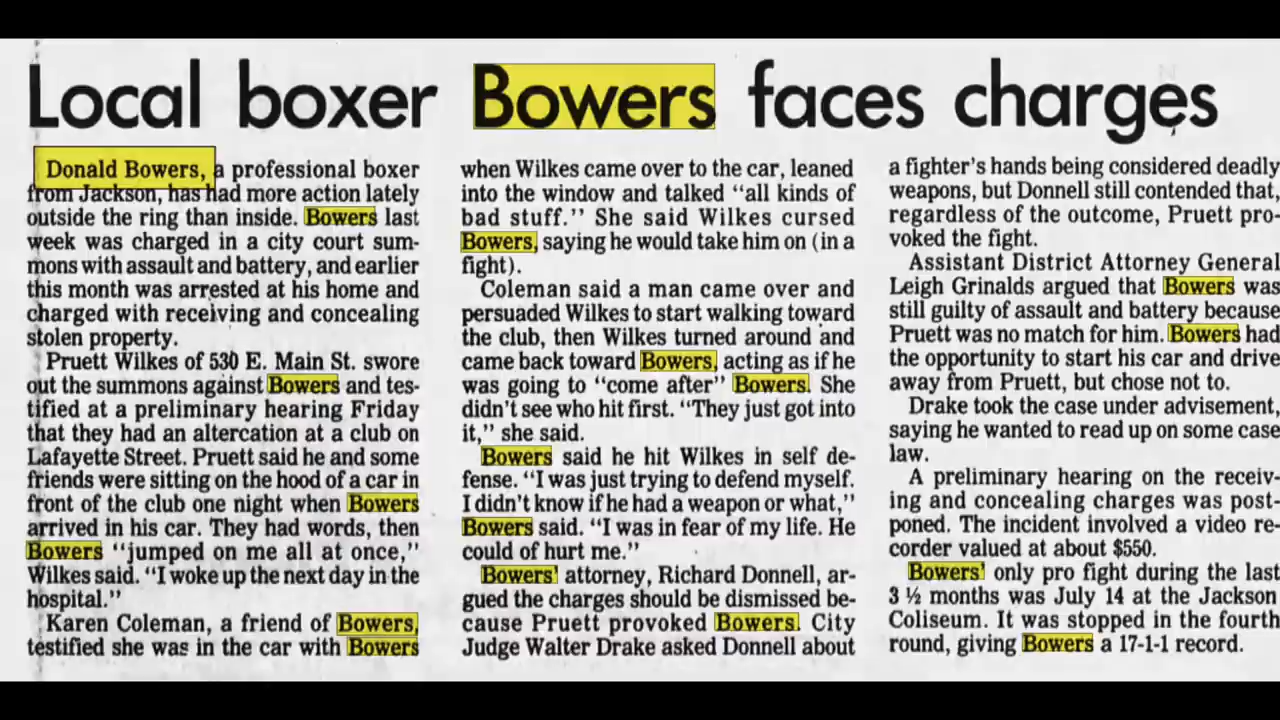 Local boxer Bowers faces charges
Donald Bowers, a professional boxer
from Jackson, has had more action lately
outside the ring than inside. Bowers last
week was charged in a city court sum-
mons with assault and battery, and earlier
this month was arrested at his home and
charged with receiving and concealing
stolen property.
Pruett Wilkes of 530 E. Main St. swore
out the summons against Bowers and tes-
tified at a preliminary hearing Friday
that they had an altercation at a club on
Lafayette Street. Pruett said he and some
friends were sitting on the hood of a car in
front of the club one night when Bowers
arrived in his car. They had words, then
Bowers "jumped on me all at once,"
Wilkes said. "I woke up the next day in the
hospital."
Karen Coleman, a friend of Bowers,
testified she was in the car with Bowers
when Wilkes came over to the car, leaned
into the window and talked "all kinds of
bad stuff." She said Wilkes cursed
Bowers, saying he would take him on (in a
fight).
Coleman said a man came over and
persuaded Wilkes to start walking toward
the club, then Wilkes turned around and
came back toward Bowers, acting as if he
was going to "come after" Bowers. She
didn't see who hit first. "They just got into
it," she said.
Bowers said he hit Wilkes in self de-
fense. "I was just trying to defend myself.
I didn't know if he had a weapon or what,"
Bowers said. "I was in fear of my life. He
could of hurt me."
Bowers' attorney, Richard Donnell, ar-
gued the charges should be dismissed be-
cause Pruett provoked Bowers. City
Judge Walter Drake asked Donnell about
a fighter's hands being considered deadly
weapons, but Donnell still contended that,
regardless of the outcome, Pruett pro-
voked the fight.
Assistant District Attorney General
Leigh Grinalds argued that Bowers was
still guilty of assault and battery because
Pruett was no match for him. Bowers had
the opportunity to start his car and drive
away from Pruett, but chose not to.
Drake took the case under advisement,
saying he wanted to read up on some case
law.
A preliminary hearing on the receiv-
ing and concealing charges was post-
poned. The incident involved a video re-
corder valued at about $550.
Bowers' only pro fight during the last
3 ½ months was July 14 at the Jackson
Coliseum. It was stopped in the fourth
round, giving Bowers a 17-1-1 record.